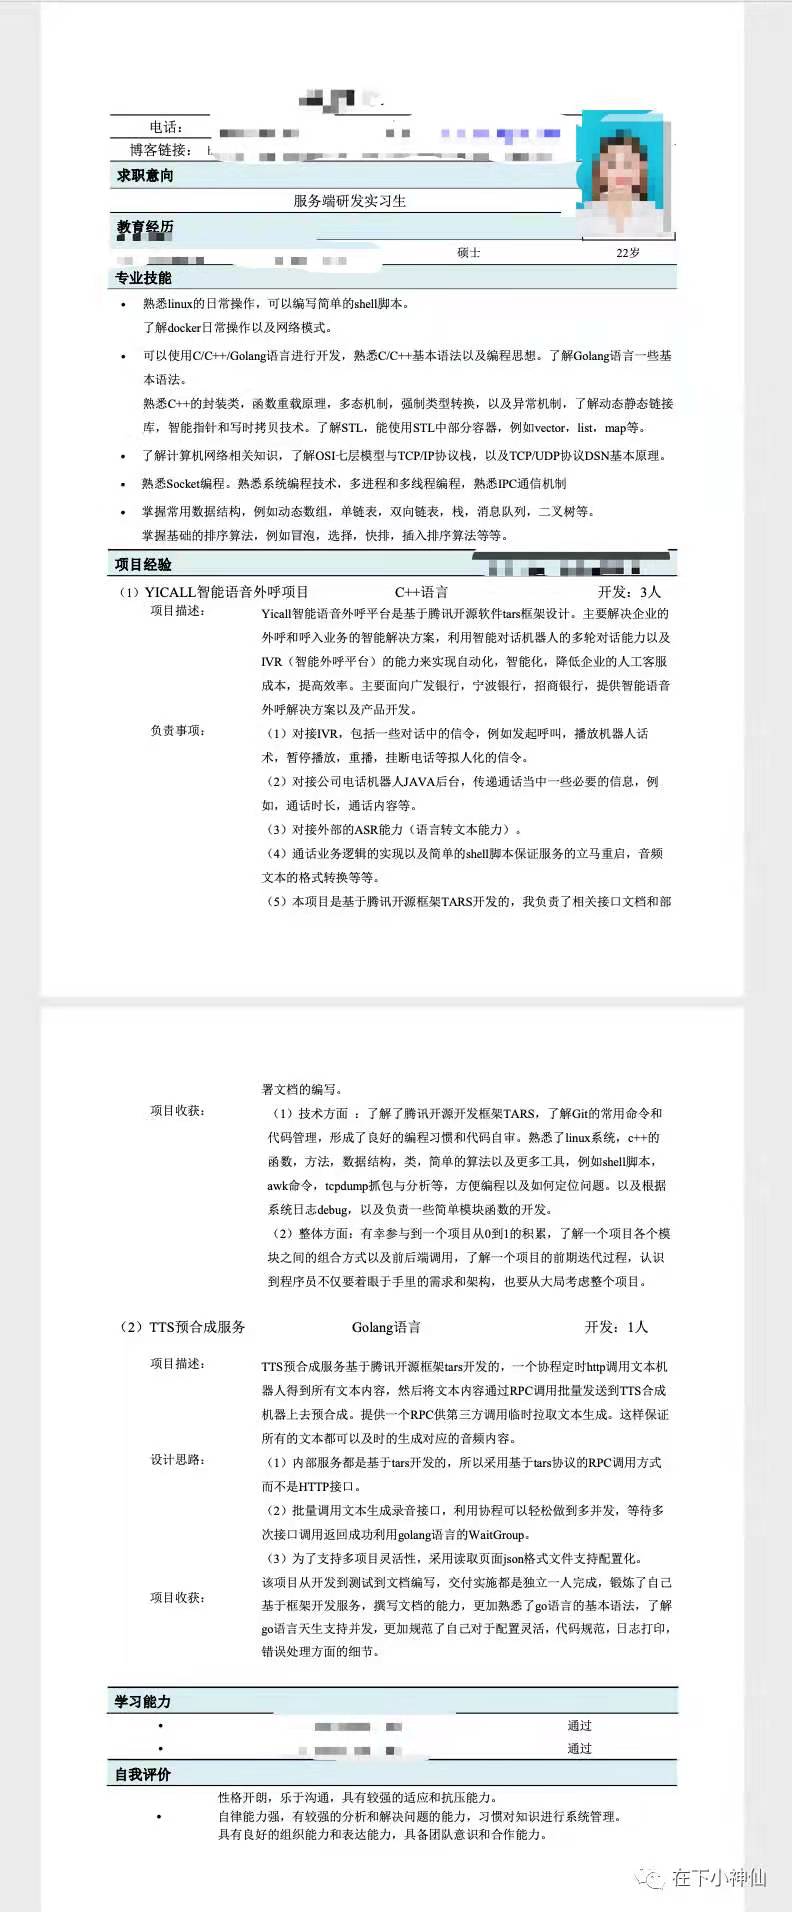 电话：
博客链接：
求职意向
服务端研发实习生
教育经历
硕士 22岁
专业技能
• 熟悉linux的日常操作，可以编写简单的shell脚本。
了解docker日常操作以及网络模式。
• 可以使用C/C++/Golang语言进行开发，熟悉C/C++基本语法以及编程思想。了解Golang语言一些基
本语法。
熟悉C++的封装类，函数重载原理，多态机制，强制类型转换，以及异常机制，了解动态静态链接
库，智能指针和写时拷贝技术。了解STL，能使用STL中部分容器，例如vector，list，map等。
• 了解计算机网络相关知识，了解OSI七层模型与TCP/IP协议栈，以及TCP/UDP协议DSN基本原理。
• 熟悉Socket编程。熟悉系统编程技术，多进程和多线程编程，熟悉IPC通信机制
• 掌握常用数据结构，例如动态数组，单链表，双向链表，栈，消息队列，二叉树等。
掌握基础的排序算法，例如冒泡，选择，快排，插入排序算法等等。
项目经验
（1）YICALL智能语音外呼项目 C++语言 开发：3人
项目描述： Yicall智能语音外呼平台是基于腾讯开源软件tars框架设计。主要解决企业的
外呼和呼入业务的智能解决方案，利用智能对话机器人的多轮对话能力以及
IVR（智能外呼平台）的能力来实现自动化，智能化，降低企业的人工客服
成本，提高效率。主要面向广发银行，宁波银行，招商银行，提供智能语音
外呼解决方案以及产品开发。
负责事项： （1）对接IVR，包括一些对话中的信令，例如发起呼叫，播放机器人话
术，暂停播放，重播，挂断电话等拟人化的信令。
（2）对接公司电话机器人JAVA后台，传递通话当中一些必要的信息，例
如，通话时长，通话内容等。
（3）对接外部的ASR能力（语言转文本能力）。
（4）通话业务逻辑的实现以及简单的shell脚本保证服务的立马重启，音频
文本的格式转换等等。
（5）本项目是基于腾讯开源框架TARS开发的，我负责了相关接口文档和部
署文档的编写。
项目收获： （1）技术方面 ：了解了腾讯开源开发框架TARS，了解Git的常用命令和
代码管理，形成了良好的编程习惯和代码自审。熟悉了linux系统，c++的
函数，方法，数据结构，类，简单的算法以及更多工具，例如shell脚本，
awk命令，tcpdump抓包与分析等，方便编程以及如何定位问题。以及根据
系统日志debug，以及负责一些简单模块函数的开发。
（2）整体方面：有幸参与到一个项目从0到1的积累，了解一个项目各个模
块之间的组合方式以及前后端调用，了解一个项目的前期迭代过程，认识
到程序员不仅要着眼于手里的需求和架构，也要从大局考虑整个项目。
（2）TTS预合成服务 Golang语言 开发：1人
项目描述： TTS预合成服务基于腾讯开源框架tars开发的，一个协程定时http调用文本机
器人得到所有文本内容，然后将文本内容通过RPC调用批量发送到TTS合成
机器上去预合成。提供一个RPC供第三方调用临时拉取文本生成。这样保证
所有的文本都可以及时的生成对应的音频内容。
设计思路： （1）内部服务都是基于tars开发的，所以采用基于tars协议的RPC调用方式
而不是HTTP接口。
（2）批量调用文本生成录音接口，利用协程可以轻松做到多并发，等待多
次接口调用返回成功利用golang语言的WaitGroup。
（3）为了支持多项目灵活性，采用读取页面json格式文件支持配置化。
项目收获： 该项目从开发到测试到文档编写，交付实施都是独立一人完成，锻炼了自己
基于框架开发服务，撰写文档的能力，更加熟悉了go语言的基本语法，了解
go语言天生支持并发，更加规范了自己对于配置灵活，代码规范，日志打印，
错误处理方面的细节。
学习能力
• 通过
• 通过
自我评价
性格开朗，乐于沟通，具有较强的适应和抗压能力。
• 自律能力强，有较强的分析和解决问题的能力，习惯对知识进行系统管理。
具有良好的组织能力和表达能力，具备团队意识和合作能力。
在下小神仙